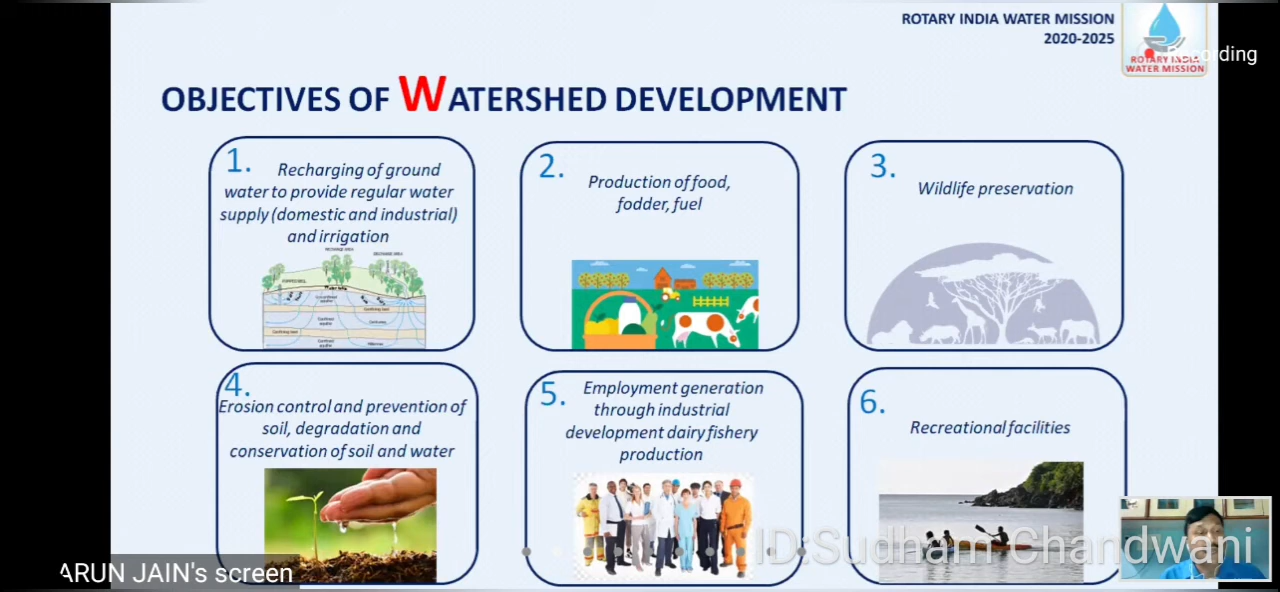 ROTARY INDIA WATER MISSION
2020-2025
ROTARY INDIA
WATER MISSION
Recording
OBJECTIVES OF WATERSHED DEVELOPMENT
1. Recharging of ground
water to provide regular water
supply (domestic and industrial)
and irrigation
2. Production of food,
fodder, fuel
3. Wildlife preservation
4.
Erosion control and prevention of
soil, degradation and
conservation of soil and water
5. Employment generation
through industrial
development dairy fishery
production
6. Recreational facilities
ID:Sudham Chandwani
ARUN JAIN's screen